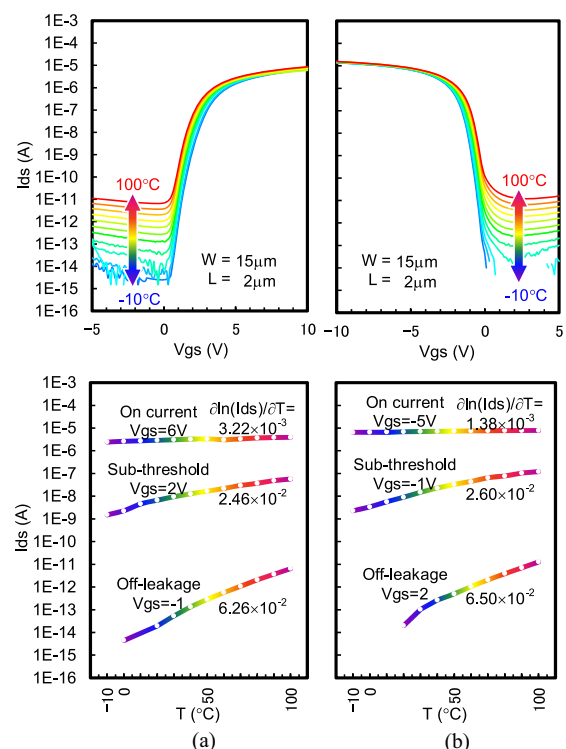 1E-3
1E-4
1E-5
1E-6
1E-7
1E-8
1E-9
1E-10
1E-11
1E-12
1E-13
1E-14
1E-15
1E-16
Ids (A)
100°C
-10°C
W = 15μm
L = 2μm
-5 0 5 10
Vgs (V)
100°C
-10°C
W = 15μm
L = 2μm
-10 -5 0 5
Vgs (V)
1E-3
1E-4
1E-5
1E-6
1E-7
1E-8
1E-9
1E-10
1E-11
1E-12
1E-13
1E-14
1E-15
1E-16
Ids (A)
On current
Vgs=6V
∂ln(Ids)/∂T=
3.22×10⁻³
Sub-threshold
Vgs=2V
2.46×10⁻²
Off-leakage
Vgs=-1
6.26×10⁻²
-10 0 50 100
T (°C)
(a)
On current
Vgs=-5V
∂ln(Ids)/∂T=
1.38×10⁻³
Sub-threshold
Vgs=-1V
2.60×10⁻²
Off-leakage
Vgs=2
6.50×10⁻²
-10 0 50 100
T (°C)
(b)